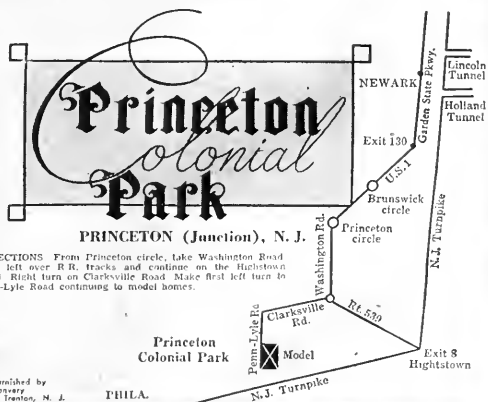 Princeton
Colonial
Park
PRINCETON (Junction), N. J.
ECTIONS From Princeton circle, take Washington Road
left over R.R. tracks and continue on the Hightstown
Right turn on Clarksville Road Make first left turn to
-Lyle Road continuing to model homes.
NEWARK
Garden State Pkwy.
Lincoln
Tunnel
Holland
Tunnel
Exit 130
U.S. 1
Brunswick
circle
Princeton
circle
Washington Rd.
N.J. Turnpike
Clarksville
Rd.
Rt. 539
Penn-Lyle Rd
Princeton
Colonial Park
Model
Exit 8
Hightstown
N.J. Turnpike
PHILA.
urnished by
Trenton, N. J.